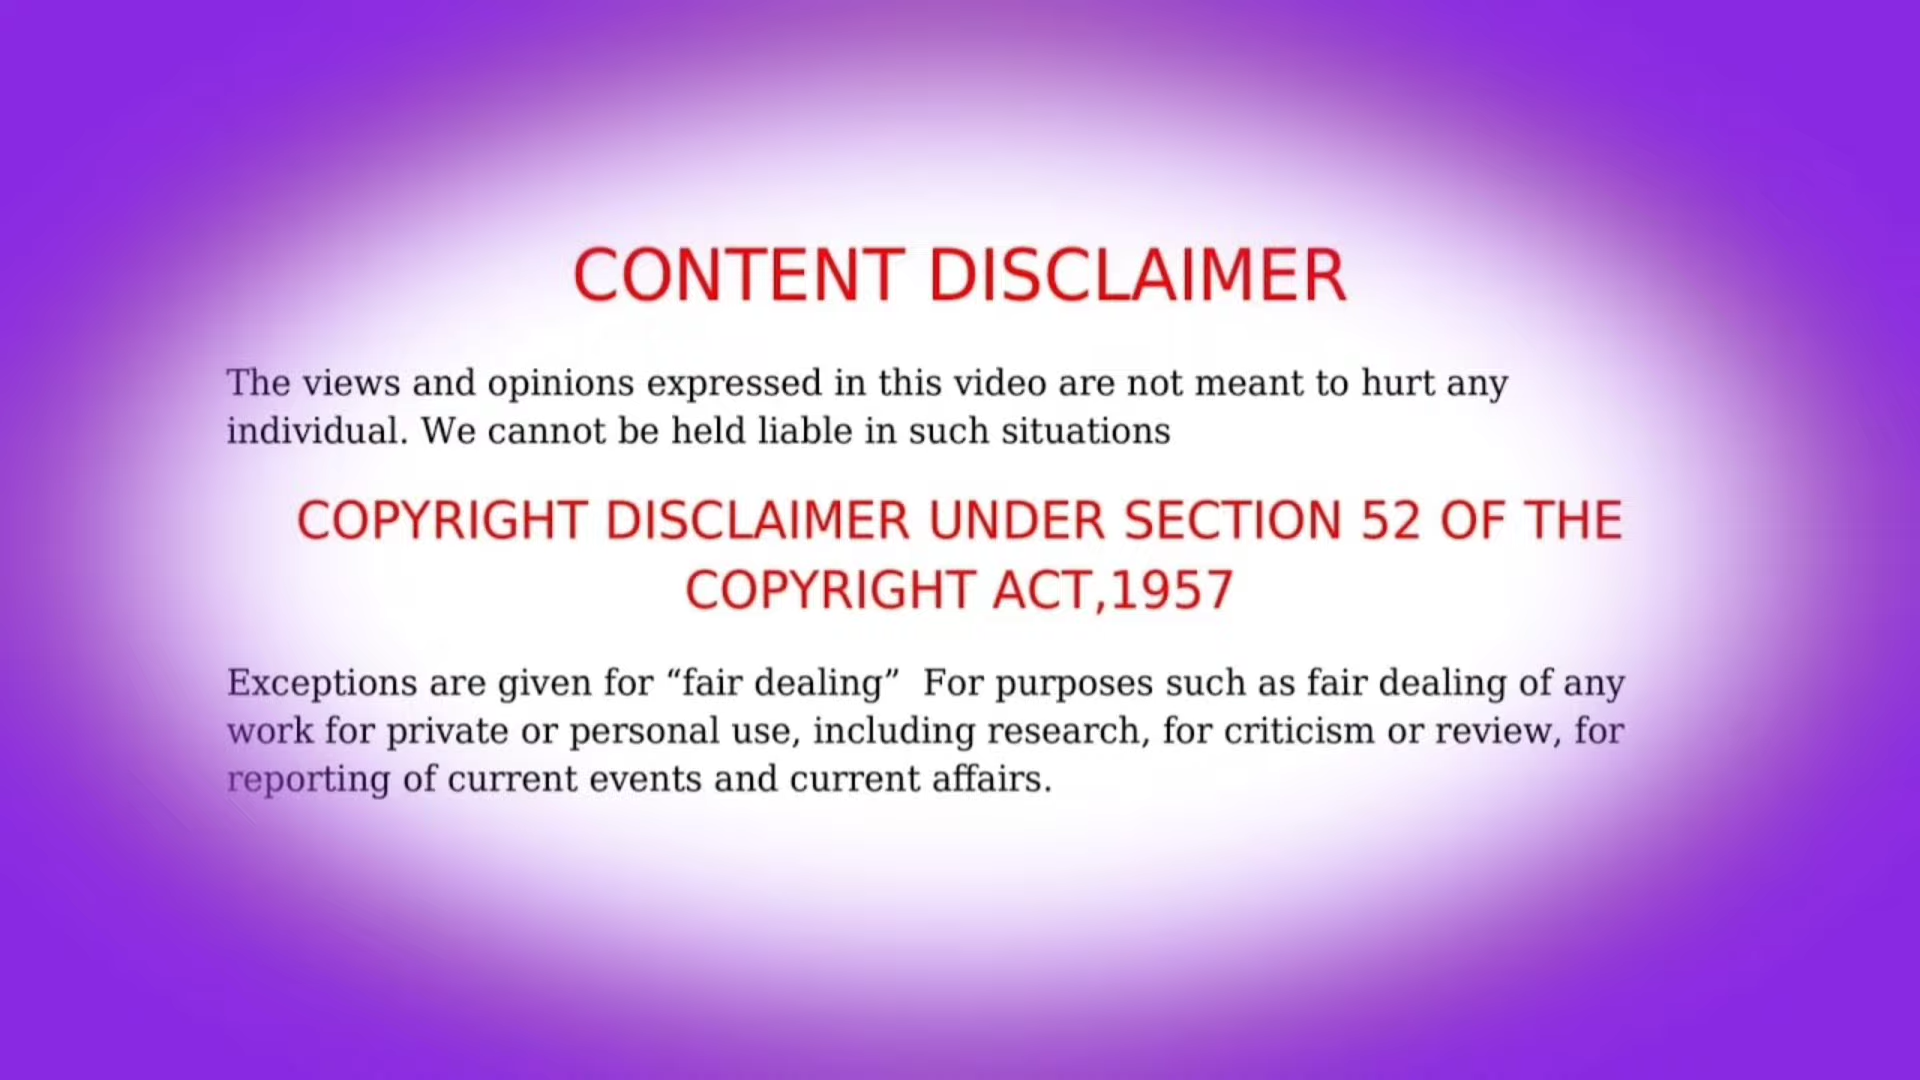 CONTENT DISCLAIMER
The views and opinions expressed in this video are not meant to hurt any
individual. We cannot be held liable in such situations
COPYRIGHT DISCLAIMER UNDER SECTION 52 OF THE
COPYRIGHT ACT,1957
Exceptions are given for “fair dealing”  For purposes such as fair dealing of any
work for private or personal use, including research, for criticism or review, for
reporting of current events and current affairs.